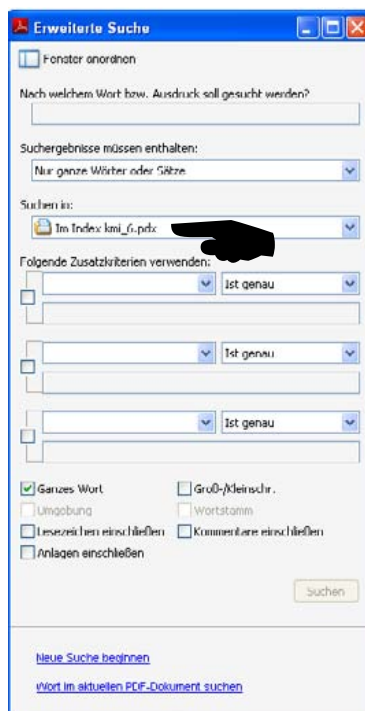 Erweiterte Suche
Fenster anordnen
Nach welchem Wort bzw. Ausdruck soll gesucht werden?
Suchergebnisse müssen enthalten:
Nur ganze Wörter oder Sätze
Suchen in:
Im Index kmi_6.pdx
Folgende Zusatzkriterien verwenden:
Ist genau
Ist genau
Ist genau
Ganzes Wort Groß-/Kleinschr.
Umgebung Wortstamm
Lesezeichen einschließen Kommentare einschließen
Anlagen einschließen
Suchen
Neue Suche beginnen
Wort im aktuellen PDF-Dokument suchen